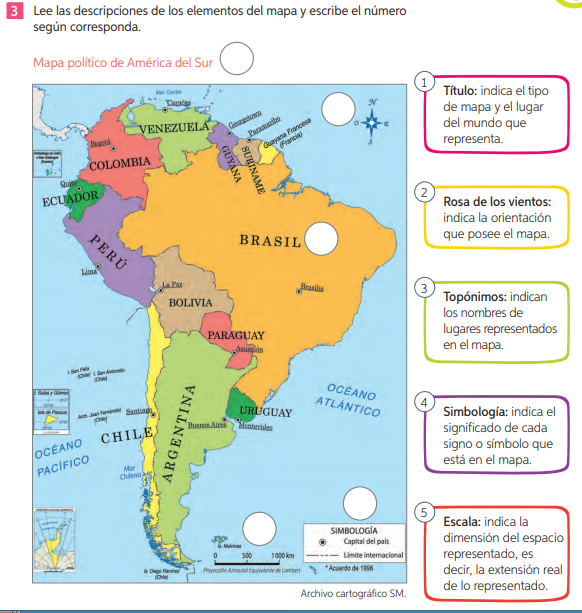 3 Lee las descripciones de los elementos del mapa y escribe el número
según corresponda.
Mapa político de América del Sur
Mar Caribe
Caracas
VENEZUELA
Georgetown
Paramaribo
Guayana Francesa
(Francia)
GUYANA
SURINAME
N
E
S
O
Bogotá
COLOMBIA
Quito
ECUADOR
PERÚ
Lima
BRASIL
Brasilia
La Paz
BOLIVIA
PARAGUAY
Asunción
I. San Félix
(Chile)
I. San Ambrosio
(Chile)
I. Salas y Gómez
Isla de Pascua
Arch. Juan Fernández
(Chile)
Santiago
CHILE
ARGENTINA
URUGUAY
Buenos Aires
Montevideo
OCÉANO
ATLÁNTICO
OCÉANO
PACÍFICO
Mar
Chileno
Is. Malvinas
Is. Diego Ramírez
(Chile)
0 500 1000 km
Proyección Azimutal Equivalente de Lambert
SIMBOLOGÍA
Capital del país
Límite internacional
* Acuerdo de 1998
Archivo cartográfico SM.
1
Título: indica el tipo
de mapa y el lugar
del mundo que
representa.
2
Rosa de los vientos:
indica la orientación
que posee el mapa.
3
Topónimos: indican
los nombres de
lugares representados
en el mapa.
4
Simbología: indica el
significado de cada
signo o símbolo que
está en el mapa.
5
Escala: indica la
dimensión del espacio
representado, es
decir, la extensión real
de lo representado.